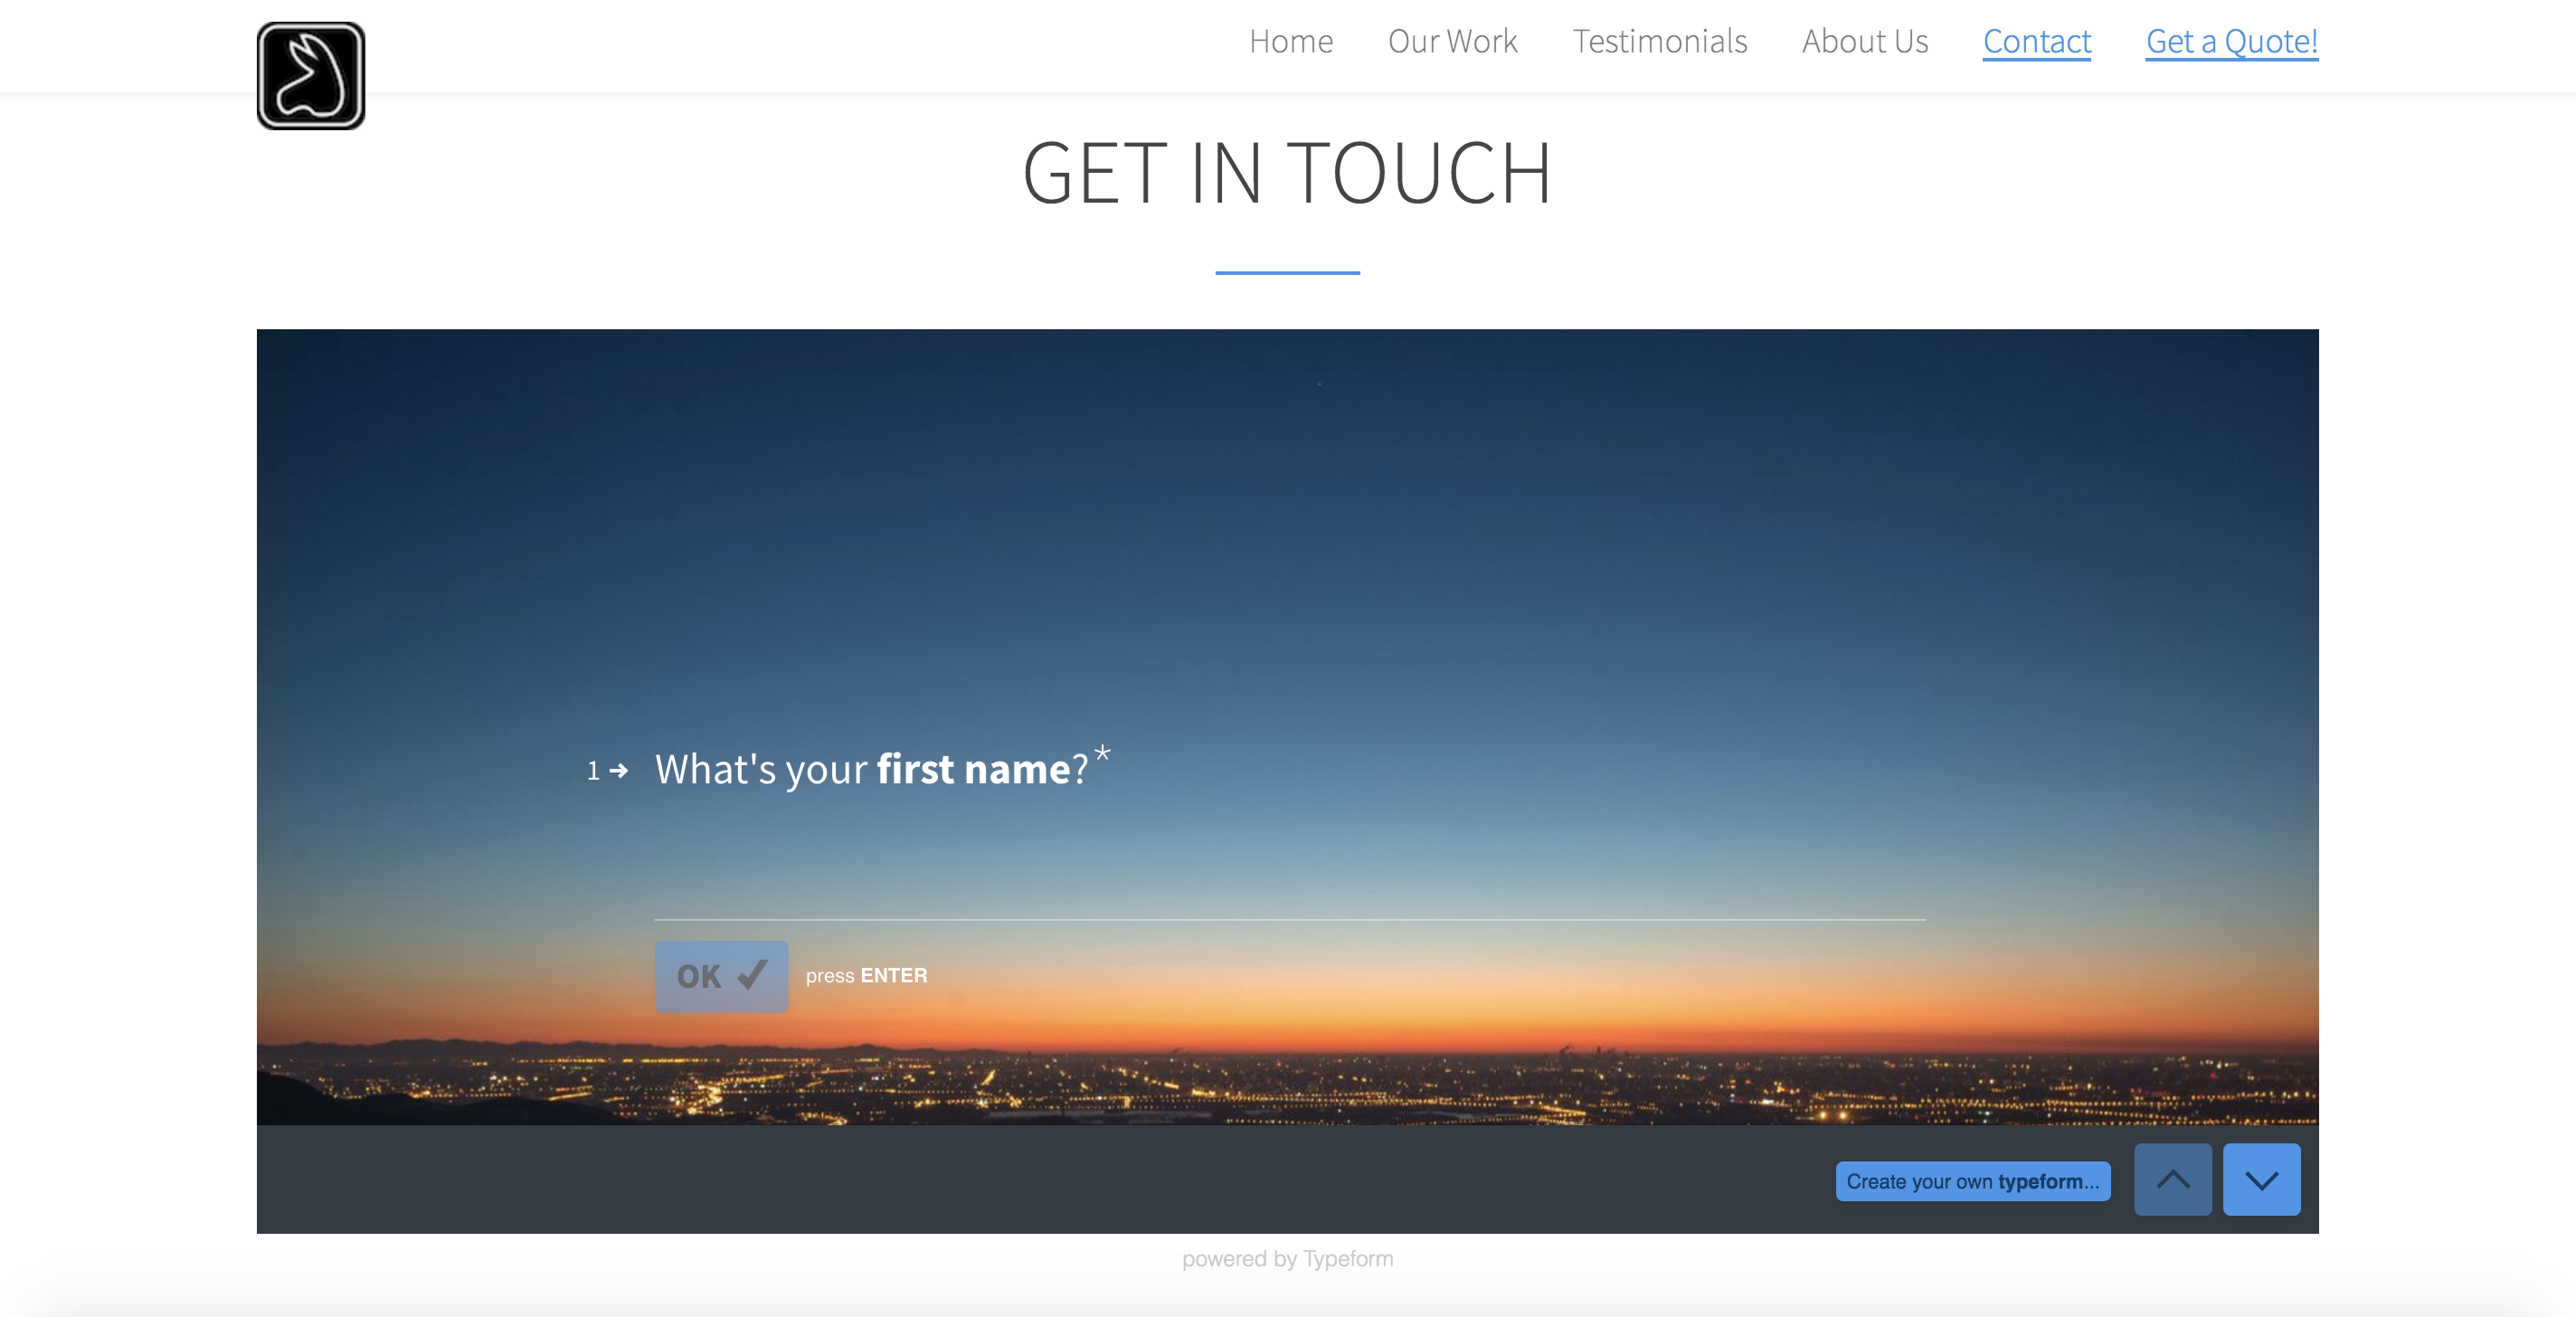 Home Our Work Testimonials About Us Contact Get a Quote!
GET IN TOUCH
1 → What's your first name? *
OK ✔ press ENTER
Create your own typeform...
powered by Typeform